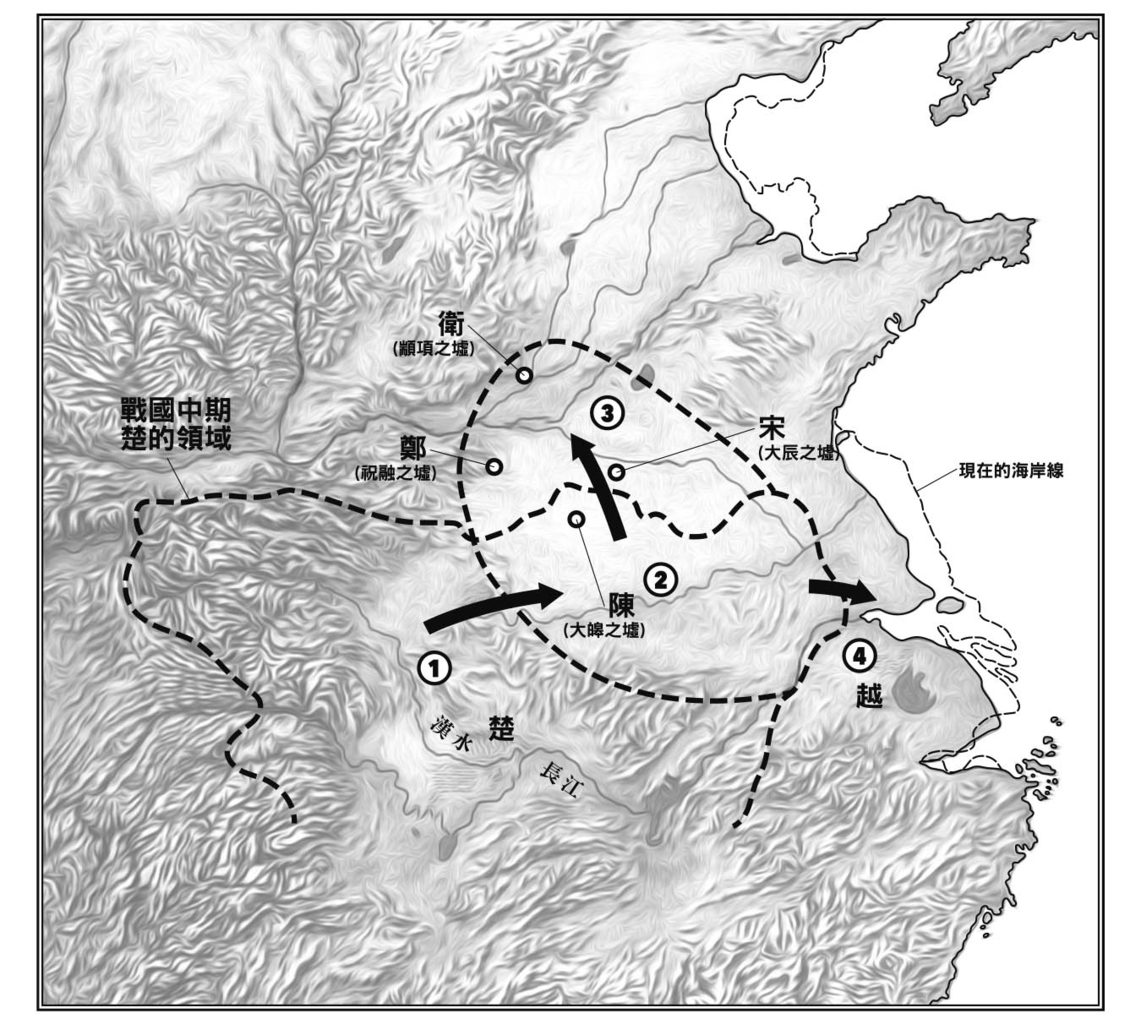 衛
(顓頊之墟)
戰國中期
楚的領域
鄭
(祝融之墟)
③
宋
(大辰之墟)
現在的海岸線
②
陳
(大皞之墟)
①
④
越
楚
漢水
長江